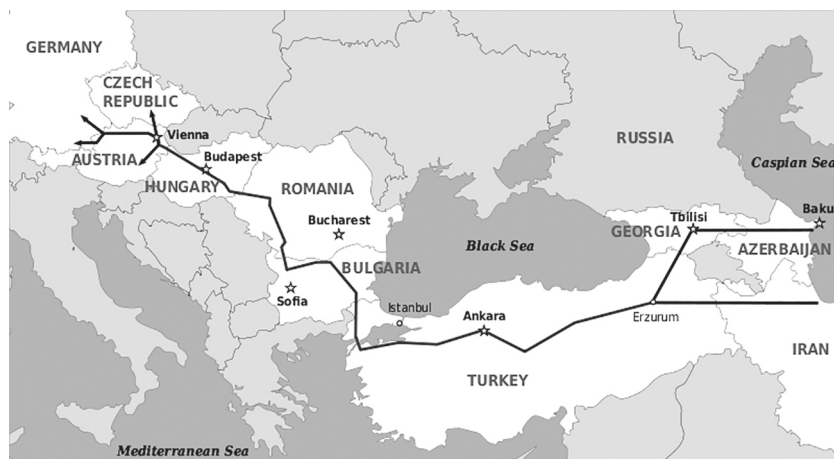 GERMANY
CZECH
REPUBLIC
Vienna
AUSTRIA
Budapest
HUNGARY
ROMANIA
Bucharest
BULGARIA
Sofia
Istanbul
Ankara
TURKEY
Black Sea
RUSSIA
Caspian Sea
Tbilisi
GEORGIA
Baku
AZERBAIJAN
Erzurum
IRAN
Mediterranean Sea